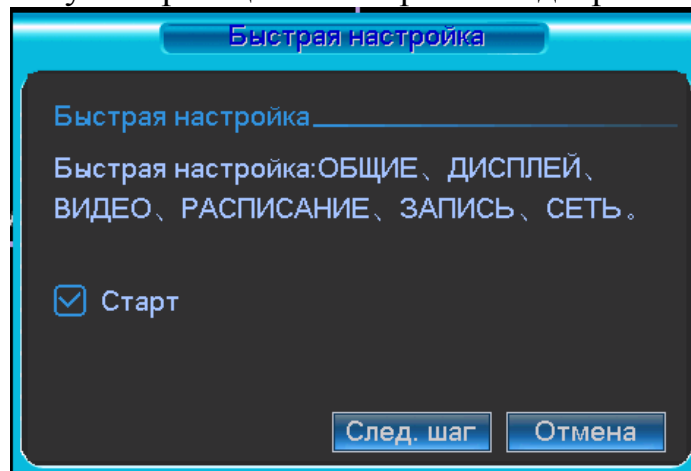 Быстрая настройка
Быстрая настройка
Быстрая настройка:ОБЩИЕ、ДИСПЛЕЙ、
ВИДЕО、РАСПИСАНИЕ、ЗАПИСЬ、СЕТЬ。
Старт
След. шаг Отмена